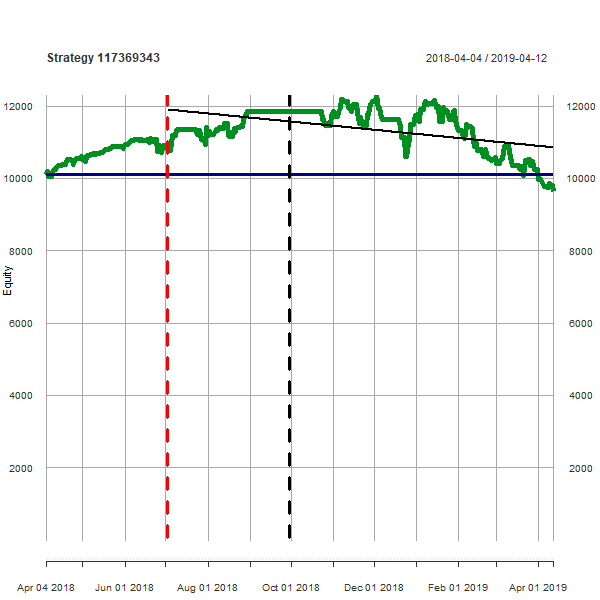 Strategy 117369343
2018-04-04 / 2019-04-12
12000
12000
10000
10000
8000
8000
Equity
6000
6000
4000
4000
2000
2000
Apr 04 2018
Jun 01 2018
Aug 01 2018
Oct 01 2018
Dec 01 2018
Feb 01 2019
Apr 01 2019